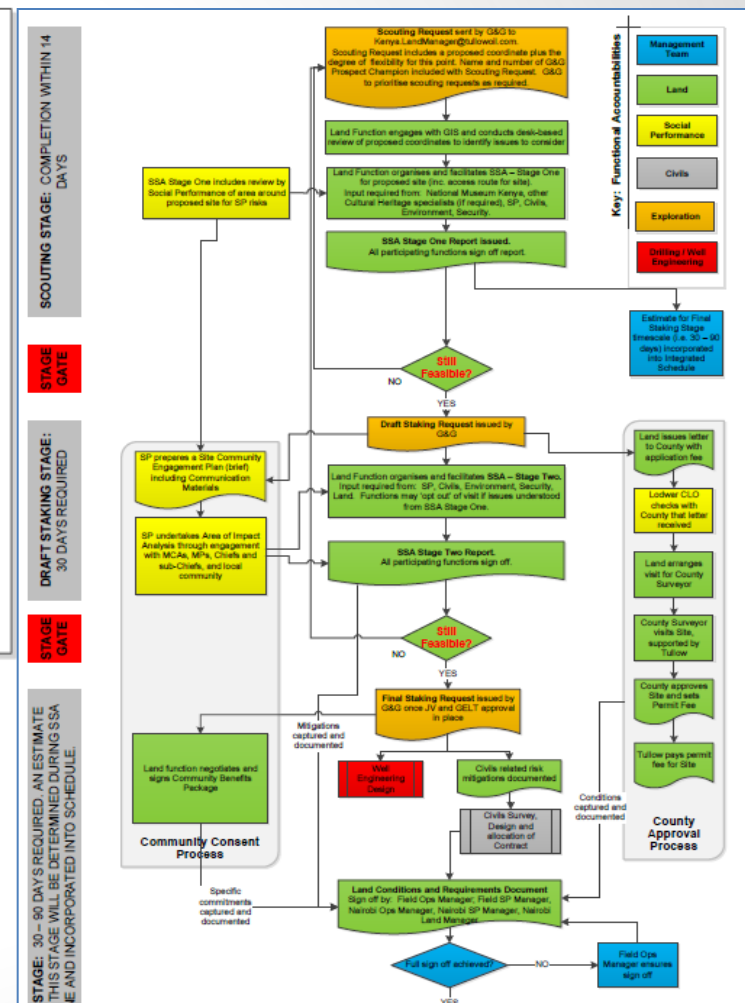 SCOUTING STAGE: COMPLETION WITHIN 14
DAYS
STAGE
GATE
DRAFT STAKING STAGE:
30 DAYS REQUIRED
STAGE
GATE
STAGE: 30 – 90 DAYS REQUIRED. AN ESTIMATE
THIS STAGE WILL BE DETERMINED DURING SSA
NE AND INCORPORATED INTO SCHEDULE.
Scouting Request sent by G&G to
Kenya.LandManager@tullowoil.com.
Scouting Request includes a proposed coordinate plus the
degree of flexibility for this point. Name and number of G&G
Prospect Champion included with Scouting Request. G&G
to prioritise scouting requests as required.
Key: Functional Accountabilities
Management
Team
Land
Social
Performance
Civils
Exploration
Drilling / Well
Engineering
Land Function engages with GIS and conducts desk-based
review of proposed coordinates to identify issues to consider
SSA Stage One includes review by
Social Performance of area around
proposed site for SP risks
Land Function organises and facilitates SSA – Stage One
for proposed site (inc. access route for site).
Input required from: National Museum Kenya, other
Cultural Heritage specialists (if required), SP, Civils,
Environment, Security.
SSA Stage One Report issued.
All participating functions sign off report.
Estimate for Final
Staking Stage
timescale (i.e. 30 – 90
days) incorporated
into Integrated
Schedule
Still
Feasible?
NO
YES
Draft Staking Request issued by
G&G
SP prepares a Site Community
Engagement Plan (brief)
including Communication
Materials
Land Function organises and facilitates SSA – Stage Two.
Input required from: SP, Civils, Environment, Security,
Land. Functions may 'opt out' of visit if issues understood
from SSA Stage One.
SP undertakes Area of Impact
Analysis through engagement
with MCAs, MPs, Chiefs and
sub-Chiefs, and local
community
SSA Stage Two Report.
All participating functions sign off.
Still
Feasible?
NO
YES
Final Staking Request issued by
G&G once JV and GELT approval
in place
Mitigations
captured and
documented
Land function negotiates and
signs Community Benefits
Package
Community Consent
Process
Well
Engineering
Design
Civils related risk
mitigations documented
Civils Survey,
Design and
allocation of
Contract
Land issues letter
to County with
application fee
Lodwar CLO
checks with
County that letter
received
Land arranges
visit for County
Surveyor
County Surveyor
visits Site,
supported by
Tullow
County approves
Site and sets
Permit Fee
Tullow pays permit
fee for Site
County
Approval
Process
Conditions
captured and
documented
Specific
commitments
captured and
documented
Land Conditions and Requirements Document
Sign off by: Field Ops Manager, Field SP Manager,
Nairobi Ops Manager, Nairobi SP Manager, Nairobi
Land Manager
Full sign off achieved?
NO
Field Ops
Manager ensures
sign off
YES